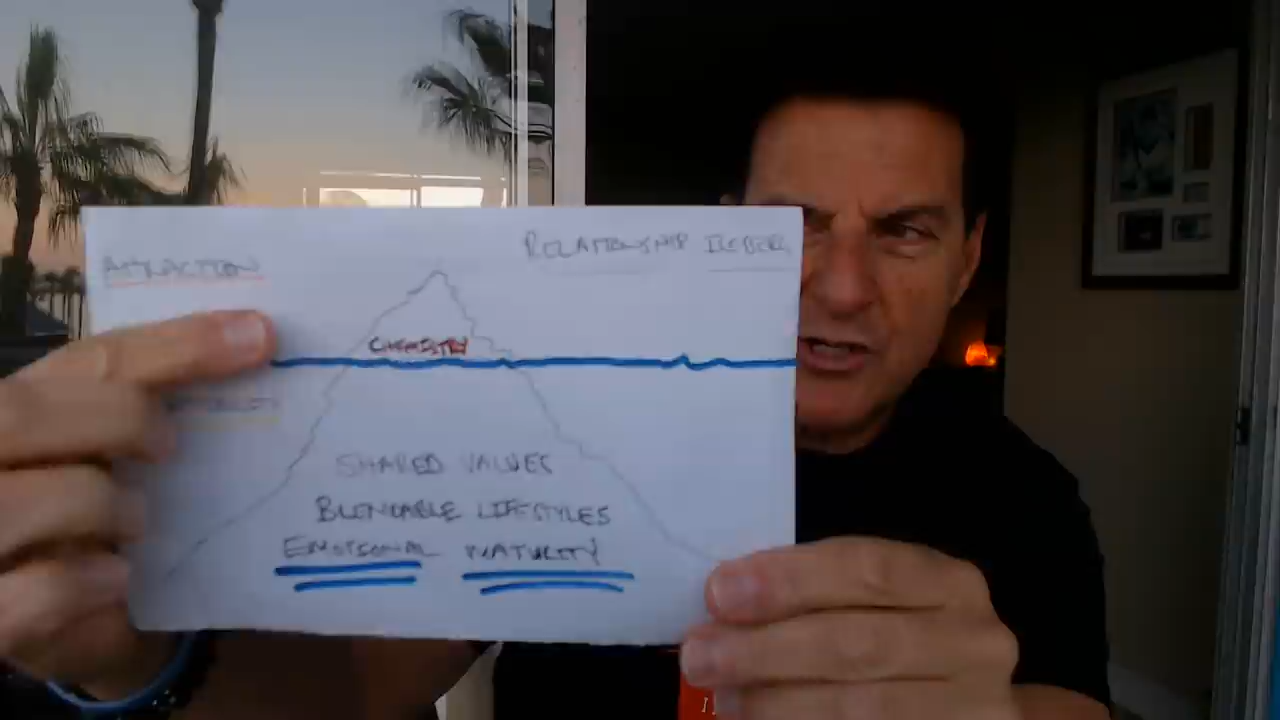 RELATIONSHIP ICEBERG
ATTRACTION
CHEMISTRY
SHARED VALUES
BLENDABLE LIFESTYLES
EMOTIONAL MATURITY